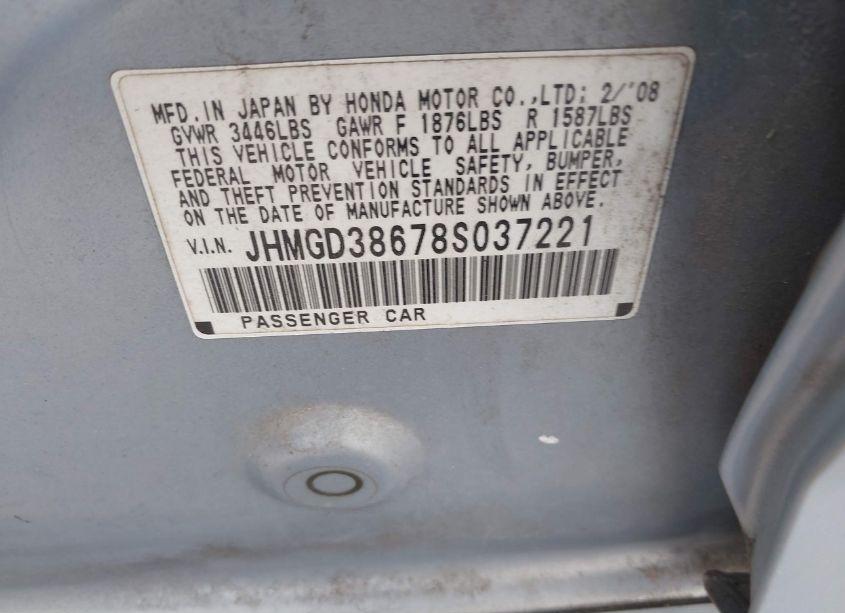 MFD.IN JAPAN BY HONDA MOTOR CO.,LTD: 2/'08
GVWR 3446LBS GAWR F 1876LBS R 1587LBS
THIS VEHICLE CONFORMS TO ALL APPLICABLE
FEDERAL MOTOR VEHICLE SAFETY, BUMPER,
AND THEFT PREVENTION STANDARDS IN EFFECT
ON THE DATE OF MANUFACTURE SHOWN ABOVE.
V.I.N. JHMGD38678S037221
PASSENGER CAR